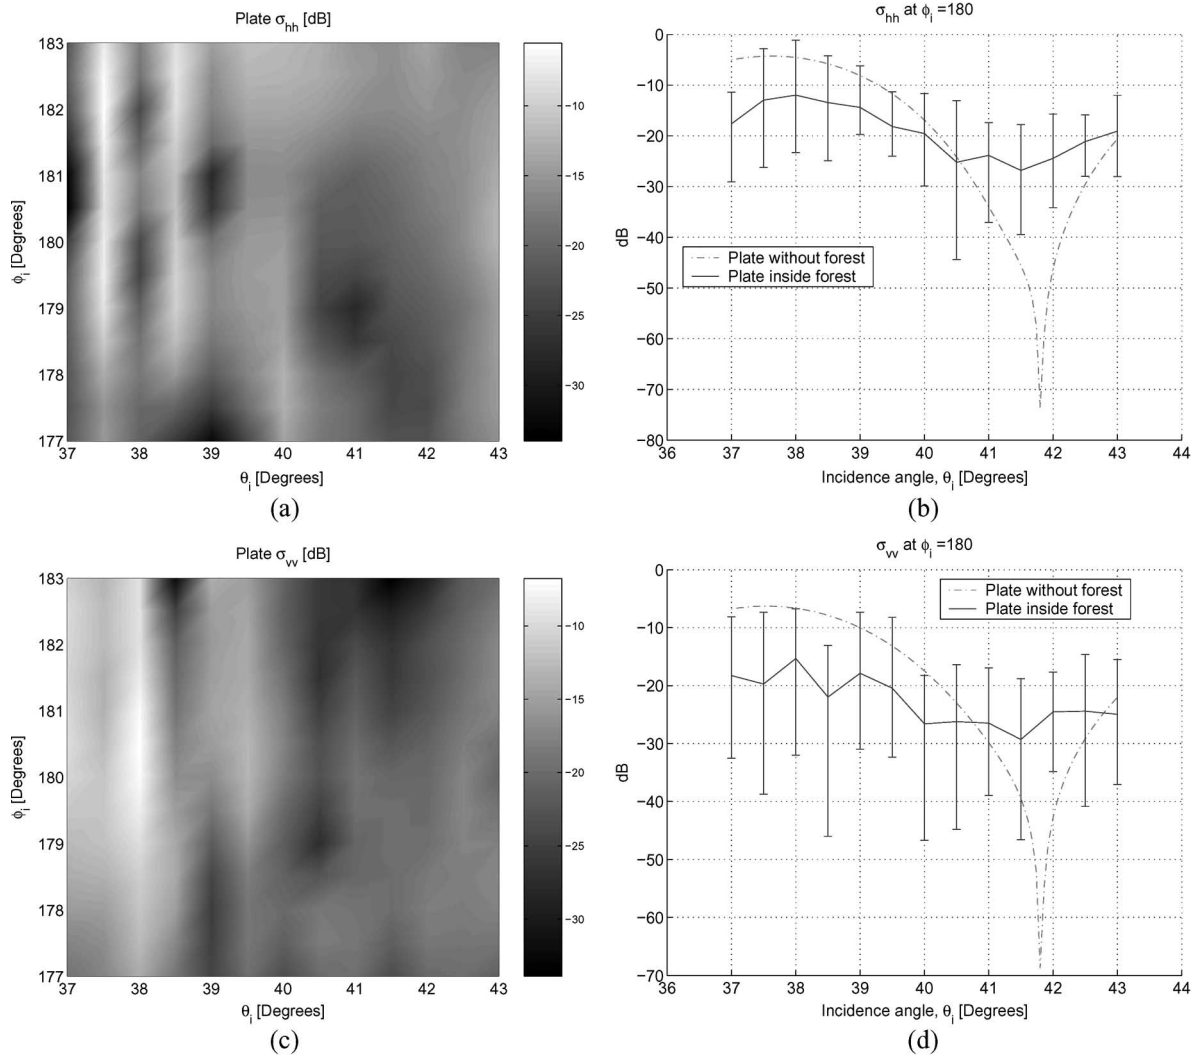 Plate σhh [dB]
183
182
181
180
179
178
177
37 38 39 40 41 42 43
ϕi [Degrees]
θi [Degrees]
−10
−15
−20
−25
−30
(a)
σhh at ϕi =180
0
−10
−20
−30
−40
−50
−60
−70
−80
36 37 38 39 40 41 42 43 44
dB
Plate without forest
Plate inside forest
Incidence angle, θi [Degrees]
(b)
Plate σvv [dB]
183
182
181
180
179
178
177
37 38 39 40 41 42 43
ϕi [Degrees]
θi [Degrees]
−10
−15
−20
−25
−30
(c)
σvv at ϕi =180
0
−10
−20
−30
−40
−50
−60
−70
36 37 38 39 40 41 42 43 44
dB
Plate without forest
Plate inside forest
Incidence angle, θi [Degrees]
(d)